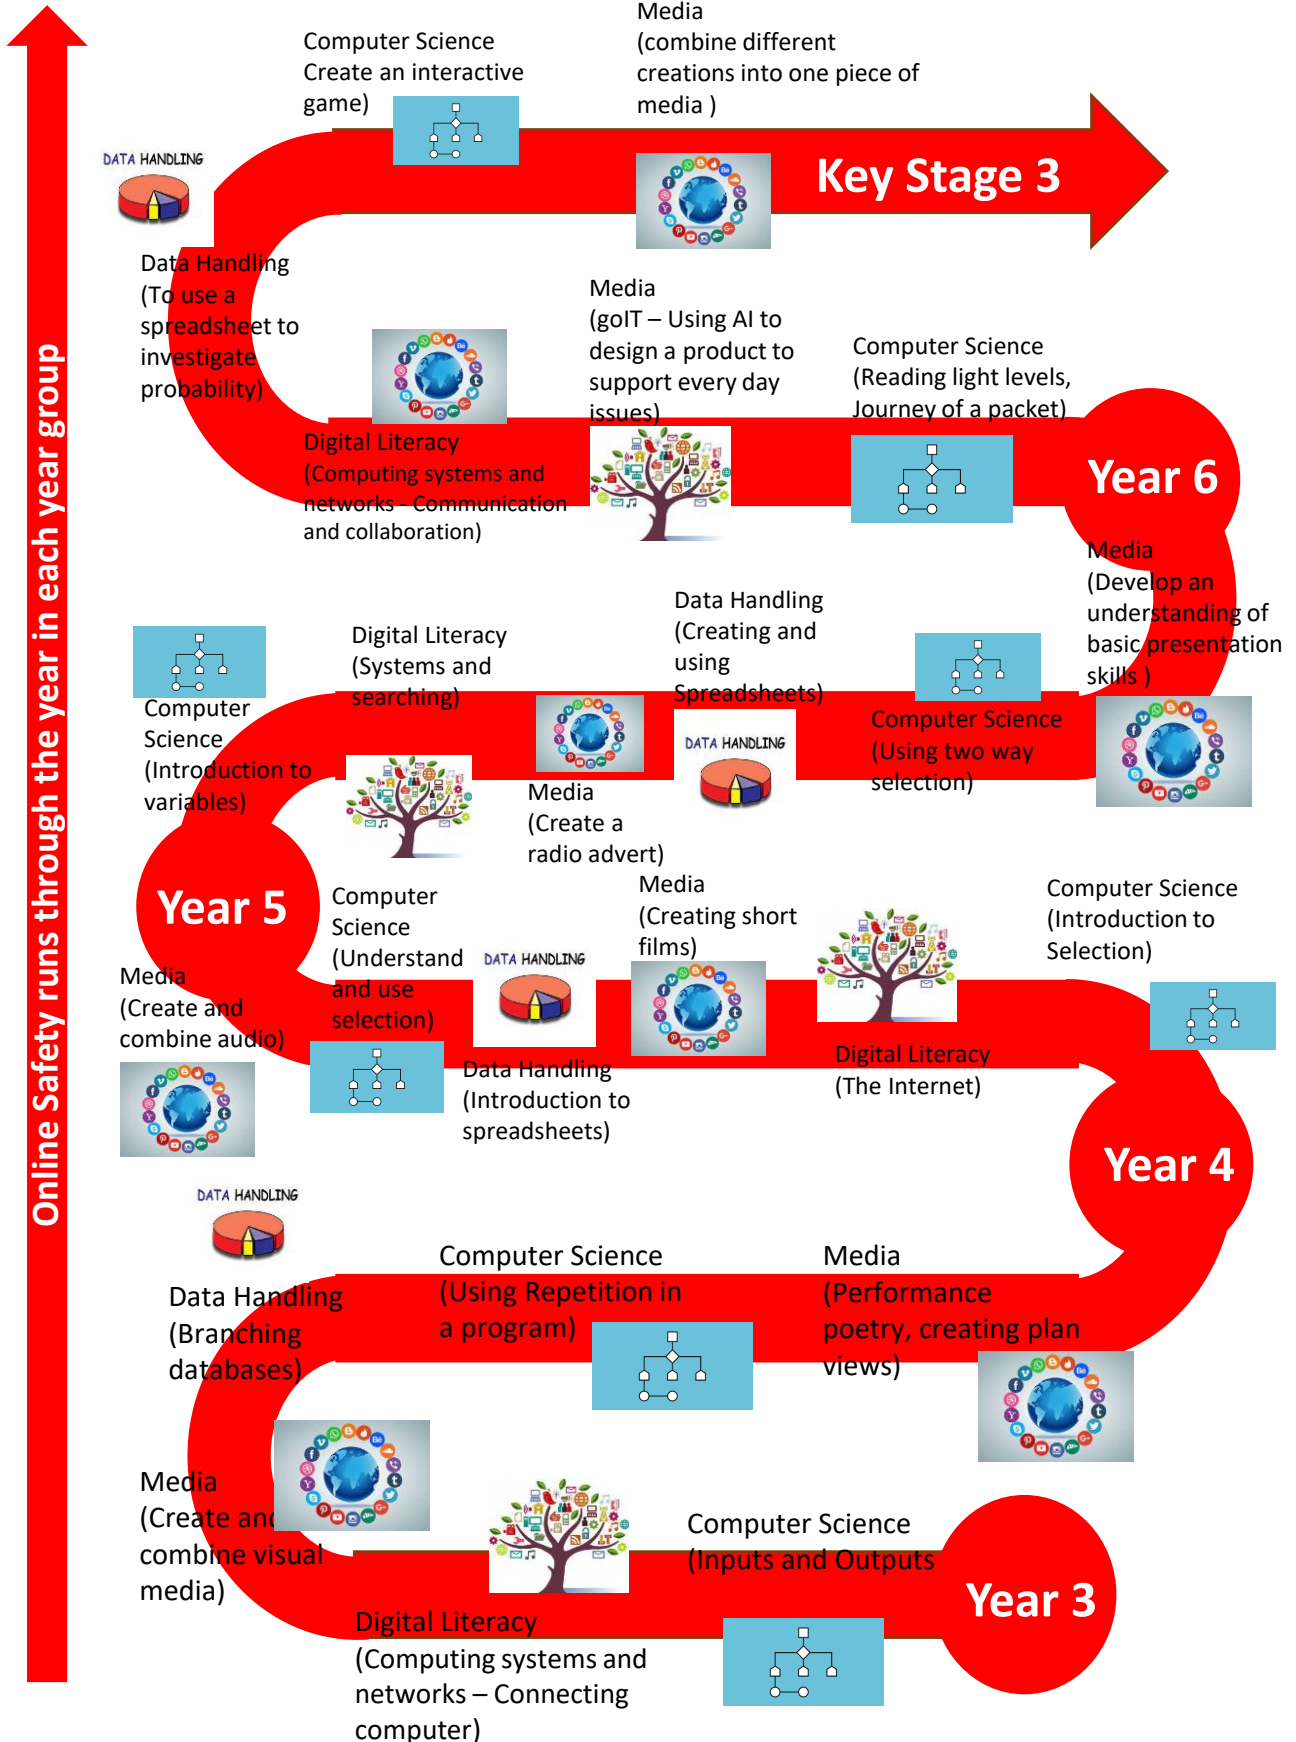 Media
(combine different
creations into one piece of
media )
Computer Science
Create an interactive
game)
DATA HANDLING
Key Stage 3
Data Handling
(To use a
spreadsheet to
investigate
probability)
Media
(goIT – Using AI to
design a product to
support every day
issues)
Computer Science
(Reading light levels,
Journey of a packet)
Digital Literacy
(Computing systems and
networks - Communication
and collaboration)
Year 6
Media
(Develop an
understanding of
basic presentation
skills )
Data Handling
(Creating and
using
Spreadsheets)
DATA HANDLING
Digital Literacy
(Systems and
searching)
Computer Science
(Using two way
selection)
Computer
Science
(Introduction to
variables)
Media
(Create a
radio advert)
Year 5
Computer
Science
(Understand
and use
selection)
Media
(Creating short
films)
Computer Science
(Introduction to
Selection)
DATA HANDLING
Media
(Create and
combine audio)
Data Handling
(Introduction to
spreadsheets)
Digital Literacy
(The Internet)
Year 4
DATA HANDLING
Data Handling
(Branching
databases)
Computer Science
(Using Repetition in
a program)
Media
(Performance
poetry, creating plan
views)
Media
(Create and
combine visual
media)
Computer Science
(Inputs and Outputs
Year 3
Digital Literacy
(Computing systems and
networks – Connecting
computer)
Online Safety runs through the year in each year group